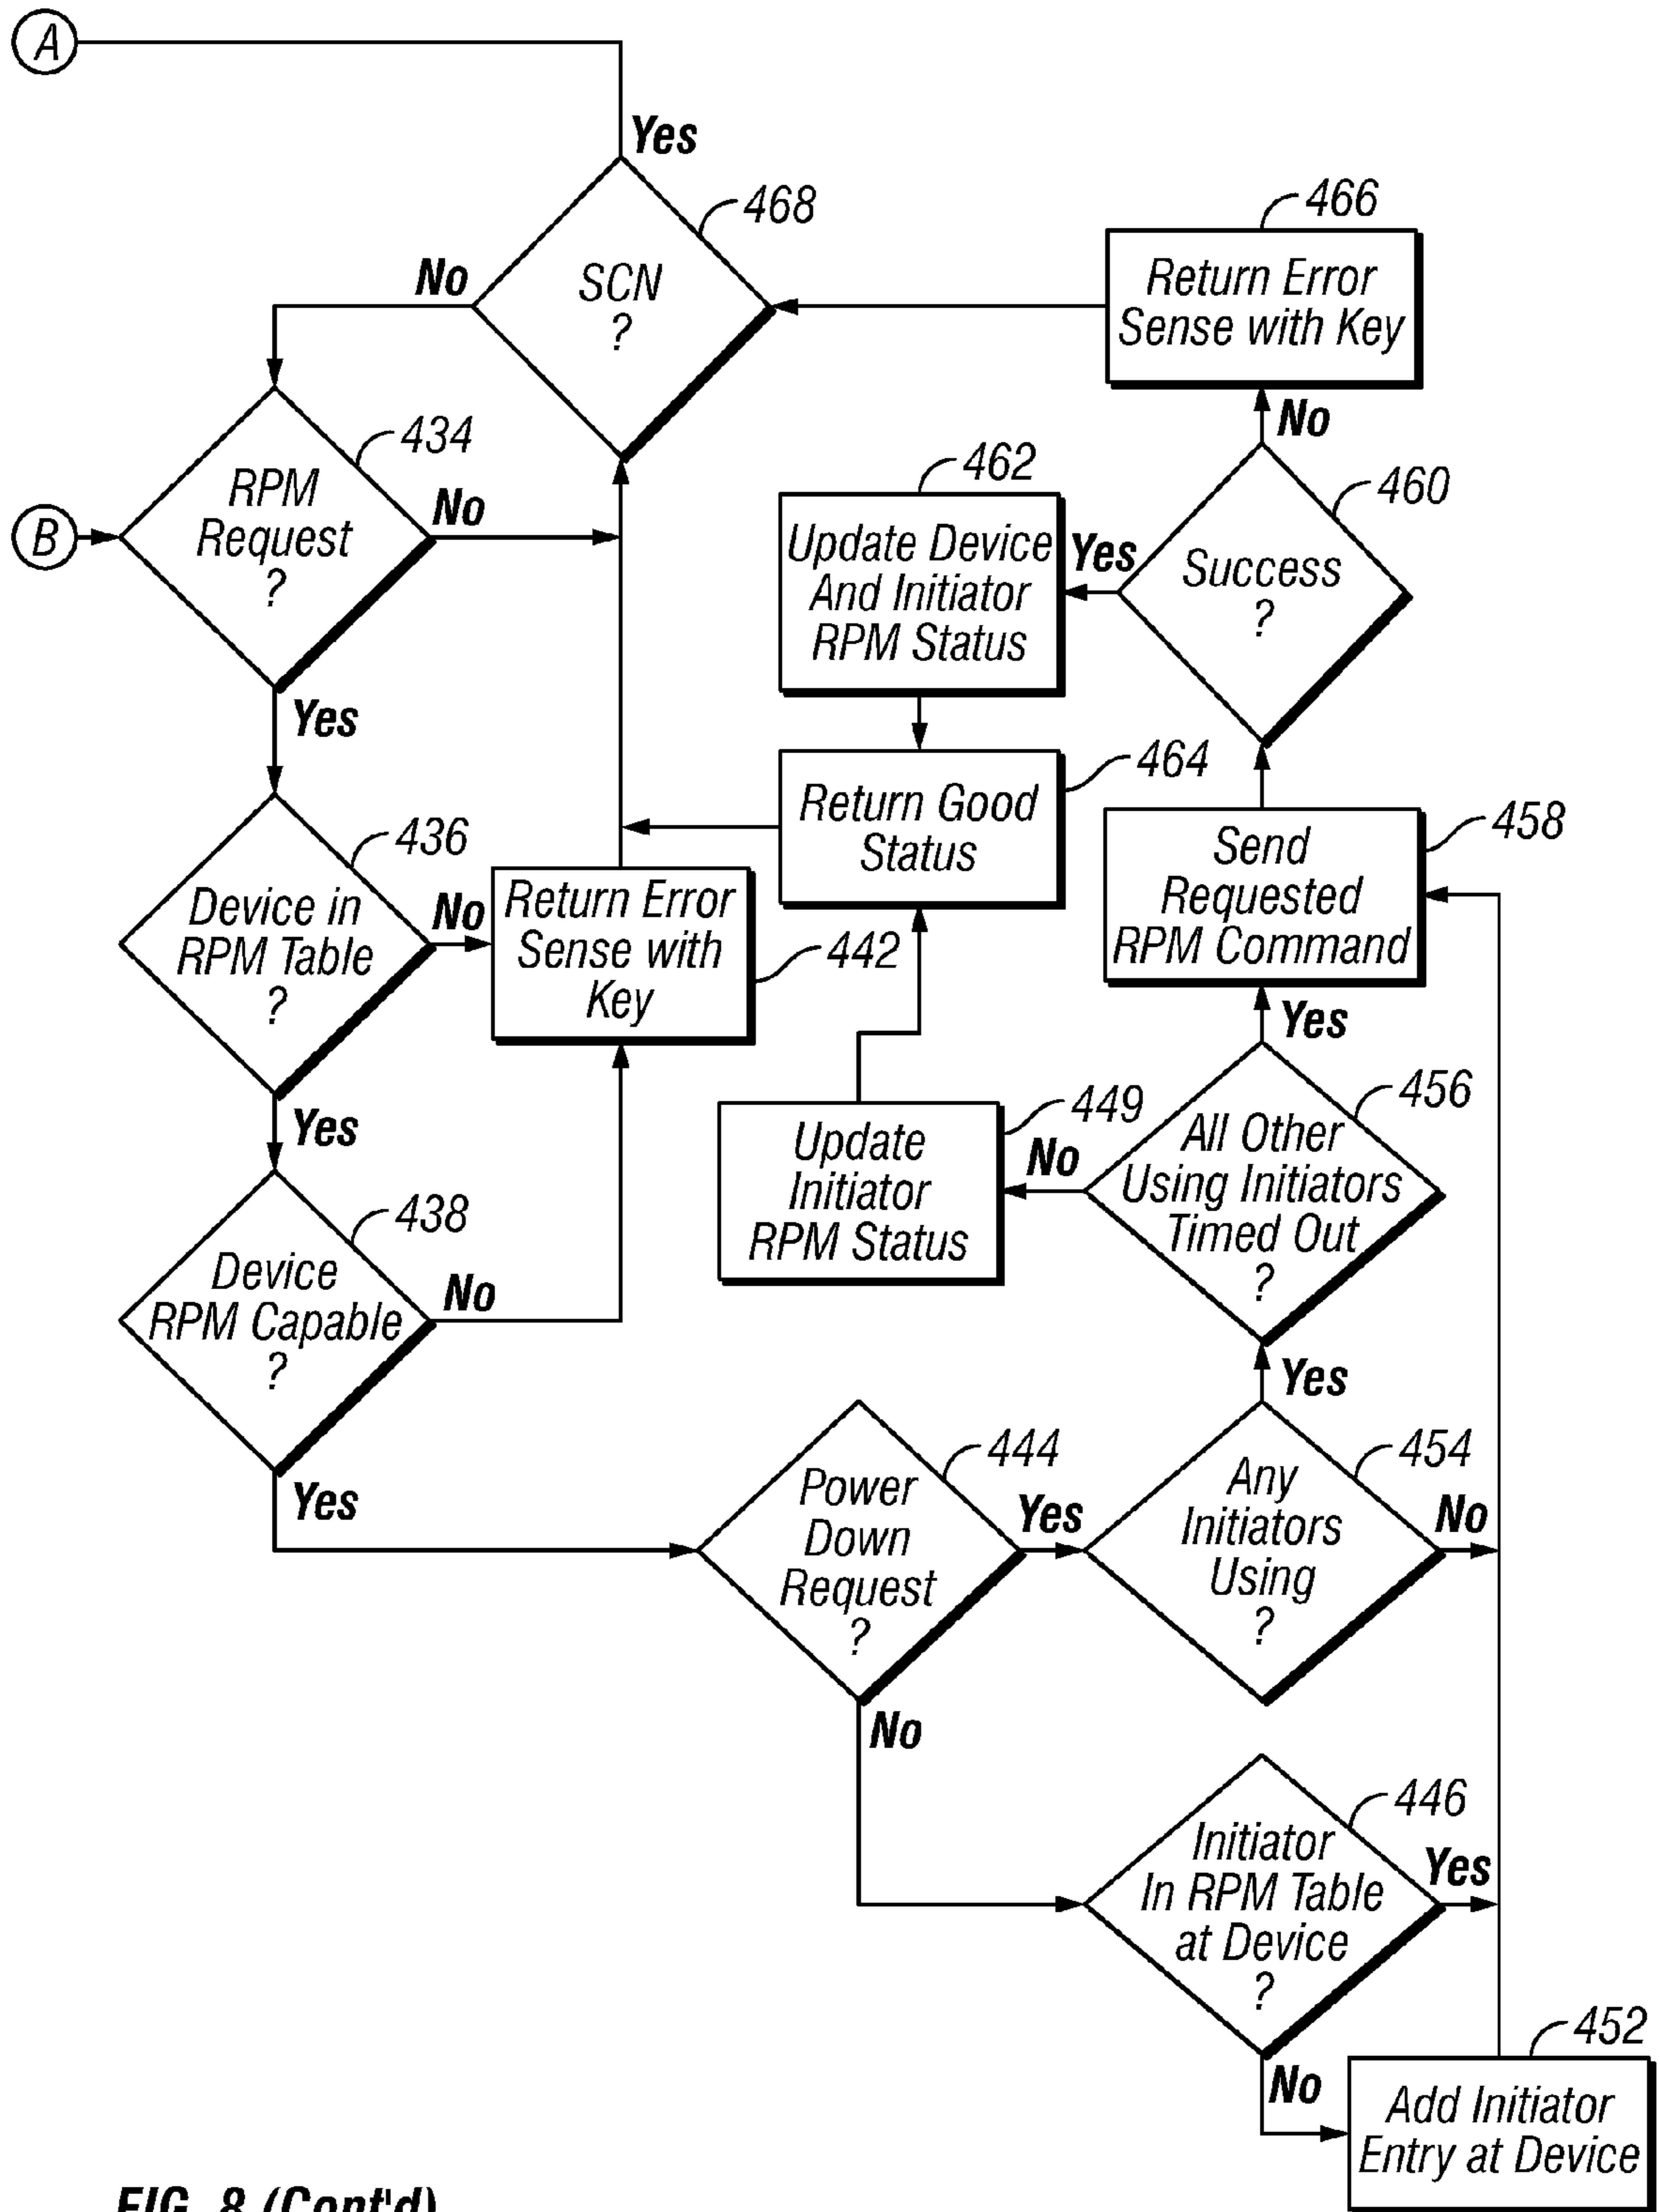 A
Yes
468
SCN
?
No
466
Return Error
Sense with Key
No
434
RPM
Request
?
No
B
Yes
462
Update Device
And Initiator
RPM Status
Yes
460
Success
?
464
Return Good
Status
458
Send
Requested
RPM Command
436
Device in
RPM Table
?
No
Return Error
Sense with
Key
442
Yes
Yes
449
Update
Initiator
RPM Status
No
456
All Other
Using Initiators
Timed Out
?
438
Device
RPM Capable
?
No
Yes
Yes
444
Power
Down
Request
?
Yes
454
Any
Initiators
Using
?
No
No
446
Initiator
In RPM Table
at Device
?
Yes
No
452
Add Initiator
Entry at Device
FIG. 8 (Cont'd)